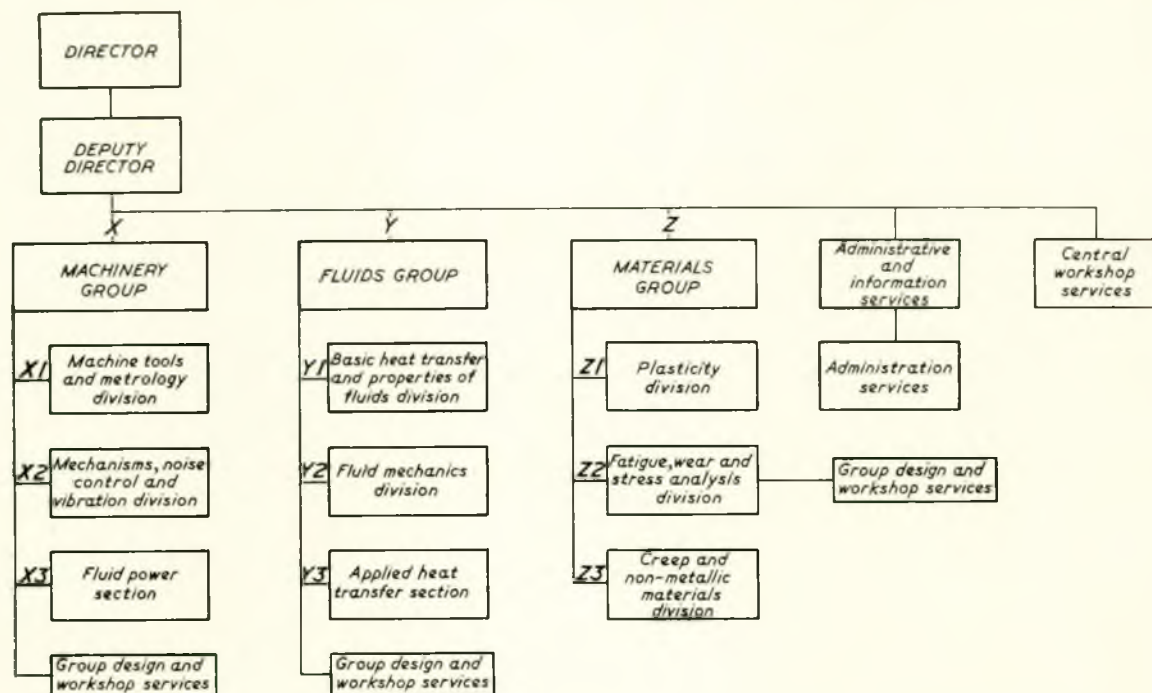 DIRECTOR
DEPUTY
DIRECTOR
X
Y
Z
MACHINERY
GROUP
FLUIDS GROUP
MATERIALS
GROUP
Administrative
and
information
services
Central
workshop
services
X1
Machine tools
and metrology
division
Y1
Basic heat transfer
and properties of
fluids division
Z1
Plasticity
division
Administration
services
X2
Mechanisms, noise
control and
vibration division
Y2
Fluid mechanics
division
Z2
Fatigue, wear and
stress analysis
division
Group design and
workshop services
X3
Fluid power
section
Y3
Applied heat
transfer section
Z3
Creep and
non-metallic
materials
division
Group design and
workshop services
Group design and
workshop services